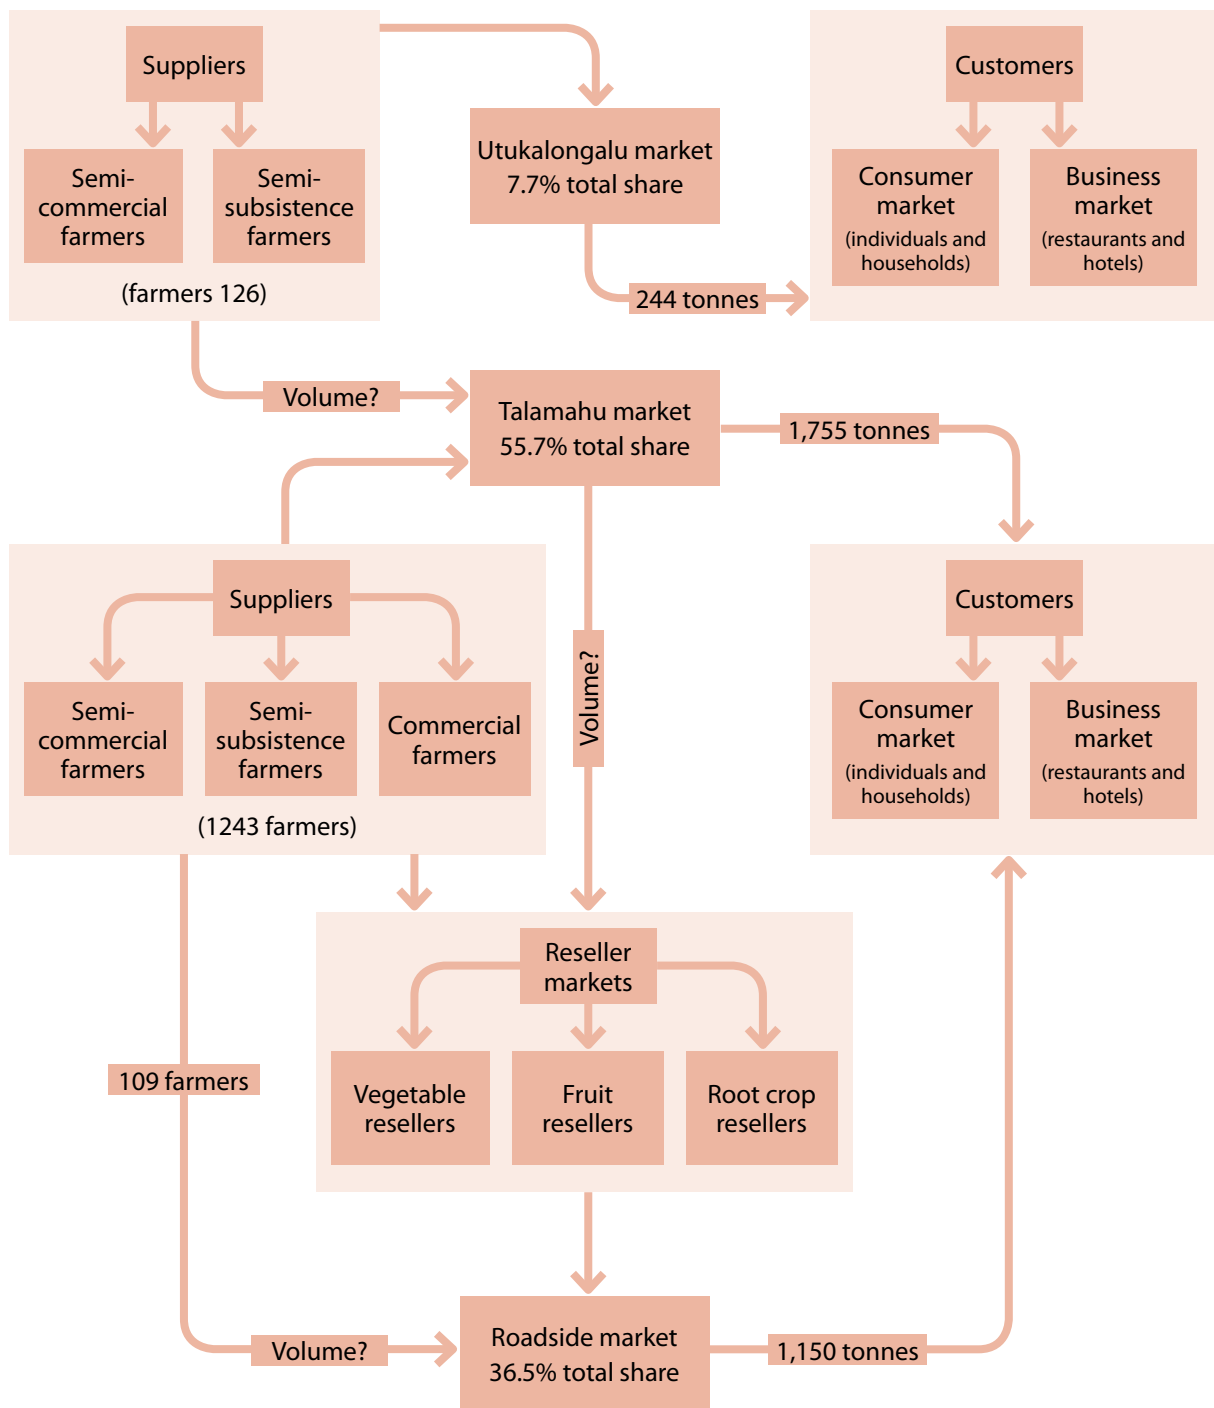 Suppliers
Semi-
commercial
farmers
Semi-
subsistence
farmers
(farmers 126)
Utukalongalu market
7.7% total share
244 tonnes
Customers
Consumer
market
(individuals and
households)
Business
market
(restaurants and
hotels)
Volume?
Talamahu market
55.7% total share
1,755 tonnes
Suppliers
Semi-
commercial
farmers
Semi-
subsistence
farmers
Commercial
farmers
(1243 farmers)
Volume?
Customers
Consumer
market
(individuals and
households)
Business
market
(restaurants and
hotels)
Reseller
markets
Vegetable
resellers
Fruit
resellers
Root crop
resellers
109 farmers
Volume?
Roadside market
36.5% total share
1,150 tonnes